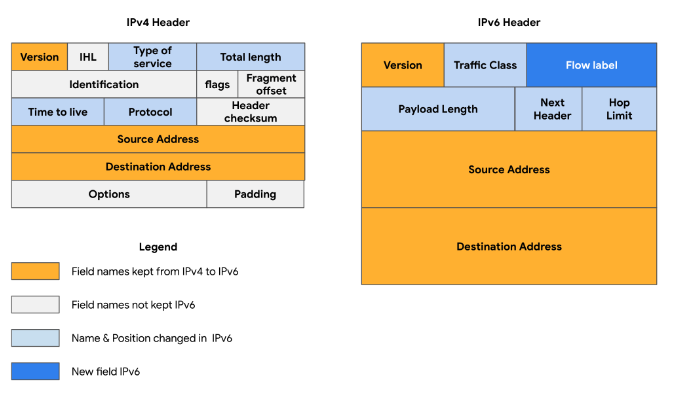 IPv4 Header
Version
IHL
Type of
service
Total length
Identification
flags
Fragment
offset
Time to live
Protocol
Header
checksum
Source Address
Destination Address
Options
Padding
IPv6 Header
Version
Traffic Class
Flow label
Payload Length
Next
Header
Hop
Limit
Source Address
Destination Address
Legend
Field names kept from IPv4 to IPv6
Field names not kept IPv6
Name & Position changed in IPv6
New field IPv6